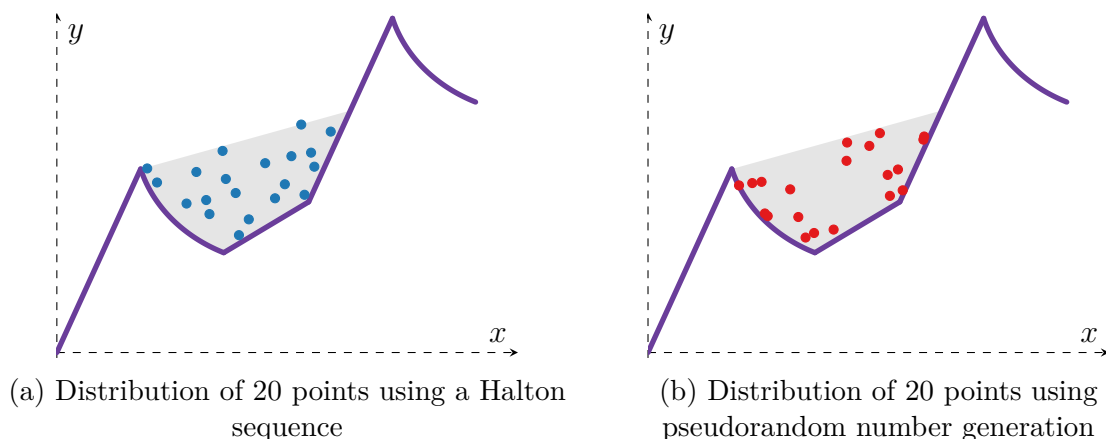 y
x
(a) Distribution of 20 points using a Halton
sequence
y
x
(b) Distribution of 20 points using
pseudorandom number generation